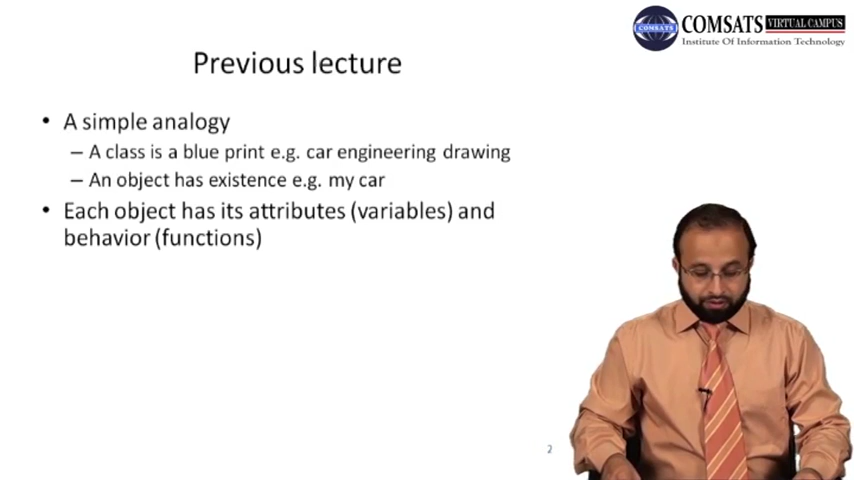 COMSATS VIRTUAL CAMPUS
COMSATS
Institute Of Information Technology
Previous lecture
• A simple analogy
– A class is a blue print e.g. car engineering drawing
– An object has existence e.g. my car
• Each object has its attributes (variables) and
behavior (functions)
2